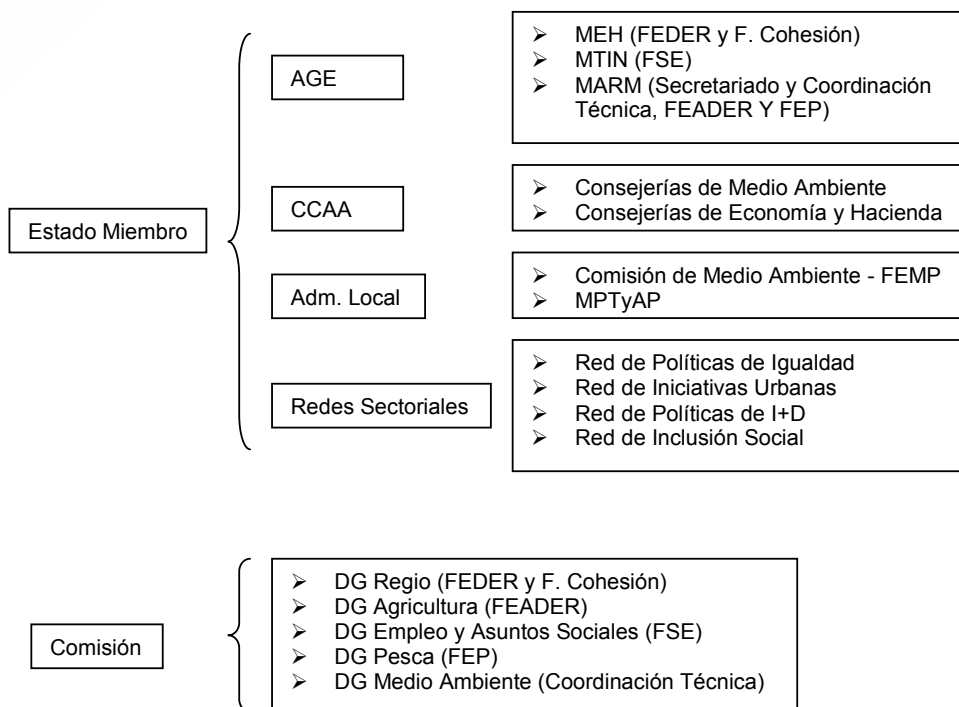 Estado Miembro
AGE
➢ MEH (FEDER y F. Cohesión)
➢ MTIN (FSE)
➢ MARM (Secretariado y Coordinación
Técnica, FEADER Y FEP)
CCAA
➢ Consejerías de Medio Ambiente
➢ Consejerías de Economía y Hacienda
Adm. Local
➢ Comisión de Medio Ambiente - FEMP
➢ MPTyAP
Redes Sectoriales
➢ Red de Políticas de Igualdad
➢ Red de Iniciativas Urbanas
➢ Red de Políticas de I+D
➢ Red de Inclusión Social
Comisión
➢ DG Regio (FEDER y F. Cohesión)
➢ DG Agricultura (FEADER)
➢ DG Empleo y Asuntos Sociales (FSE)
➢ DG Pesca (FEP)
➢ DG Medio Ambiente (Coordinación Técnica)